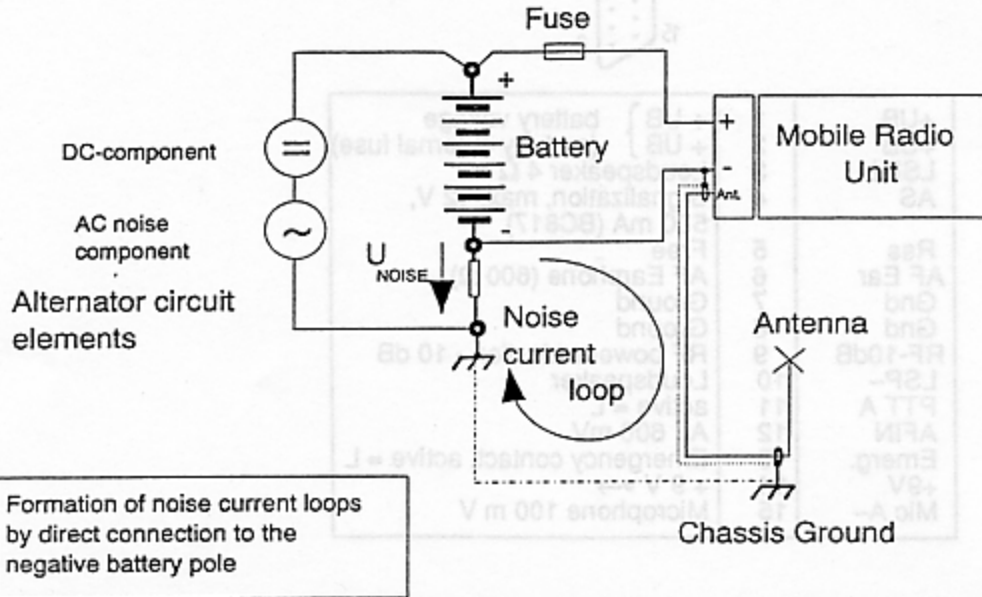 Fuse
+
+
Mobile Radio
Unit
DC-component
=
Battery
-
Ant.
AC noise
component
~
-
U NOISE
Alternator circuit
elements
Noise
current
loop
Antenna
Formation of noise current loops
by direct connection to the
negative battery pole
Chassis Ground